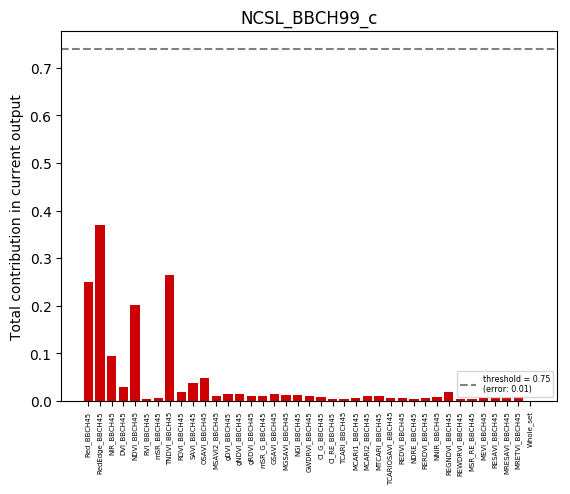 NCSL_BBCH99_c
Total contribution in current output
0.7
0.6
0.5
0.4
0.3
0.2
0.1
0.0
threshold = 0.75
(error: 0.01)
Red_BBCH45
RedEdge_BBCH45
NIR_BBCH45
DVI_BBCH45
NDVI_BBCH45
RVI_BBCH45
mSR_BBCH45
TNDVI_BBCH45
RDVI_BBCH45
SAVI_BBCH45
OSAVI_BBCH45
MSAVI2_BBCH45
gDVI_BBCH45
gNDVI_BBCH45
gRDVI_BBCH45
mSR_G_BBCH45
GSAVI_BBCH45
MGSAVI_BBCH45
NGI_BBCH45
GWDRVI_BBCH45
CI_G_BBCH45
CI_RE_BBCH45
TCARI_BBCH45
MCARI1_BBCH45
MCARI2_BBCH45
MTCARI_BBCH45
TCARIOSAVI_BBCH45
REDVI_BBCH45
NDRE_BBCH45
RERDVI_BBCH45
NNIR_BBCH45
REGNDVI_BBCH45
REWDRVI_BBCH45
MSR_RE_BBCH45
MEVI_BBCH45
RESAVI_BBCH45
MRESAVI_BBCH45
MRETVI_BBCH45
Whole_set